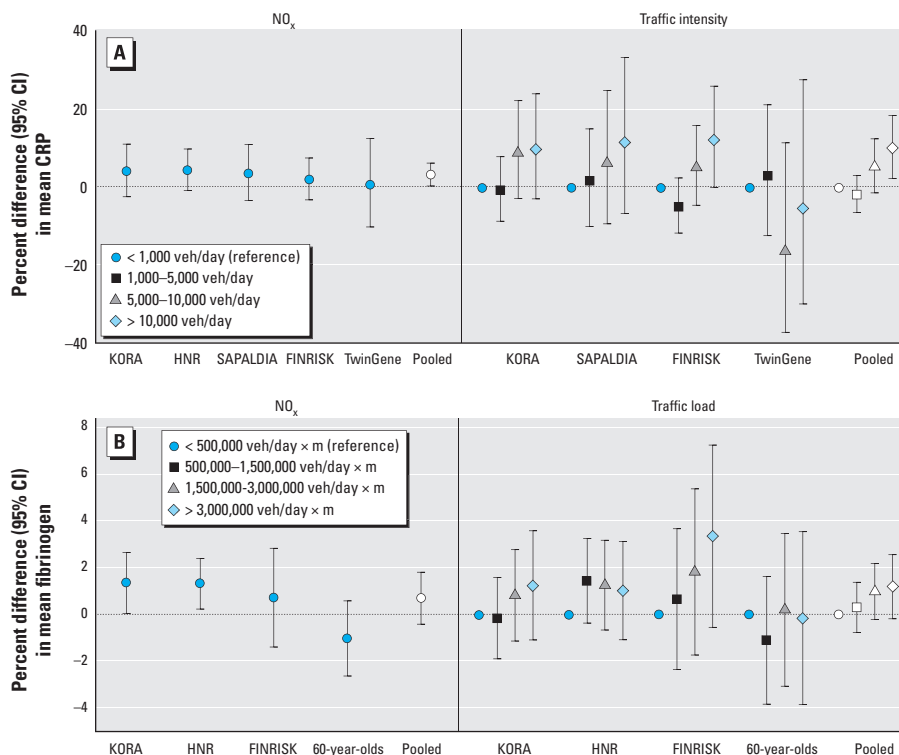 NOx
Traffic intensity
A
Percent difference (95% CI)
in mean CRP
40
20
0
−20
−40
< 1,000 veh/day (reference)
1,000–5,000 veh/day
5,000–10,000 veh/day
> 10,000 veh/day
KORA HNR SAPALDIA FINRISK TwinGene Pooled
KORA SAPALDIA FINRISK TwinGene Pooled
NOx
Traffic load
B
Percent difference (95% CI)
in mean fibrinogen
8
6
4
2
0
−2
−4
< 500,000 veh/day × m (reference)
500,000–1,500,000 veh/day × m
1,500,000-3,000,000 veh/day × m
> 3,000,000 veh/day × m
KORA HNR FINRISK 60-year-olds Pooled
KORA HNR FINRISK 60-year-olds Pooled